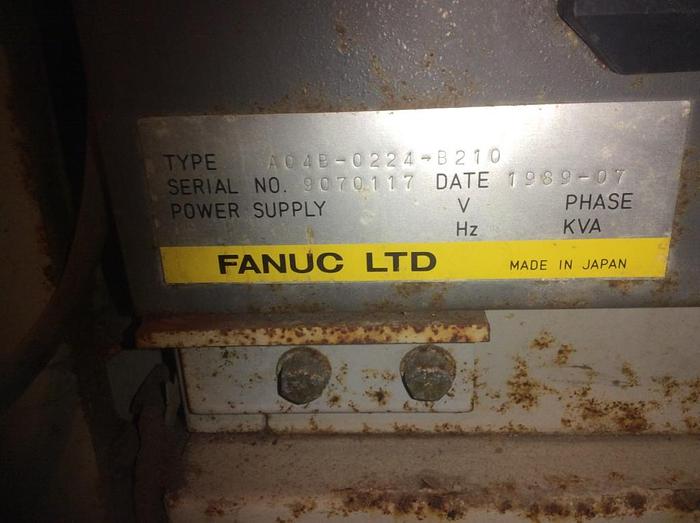 TYPE A04B-0224-B210
SERIAL NO. 9070117 DATE 1989-07
POWER SUPPLY V PHASE
Hz KVA
FANUC LTD MADE IN JAPAN